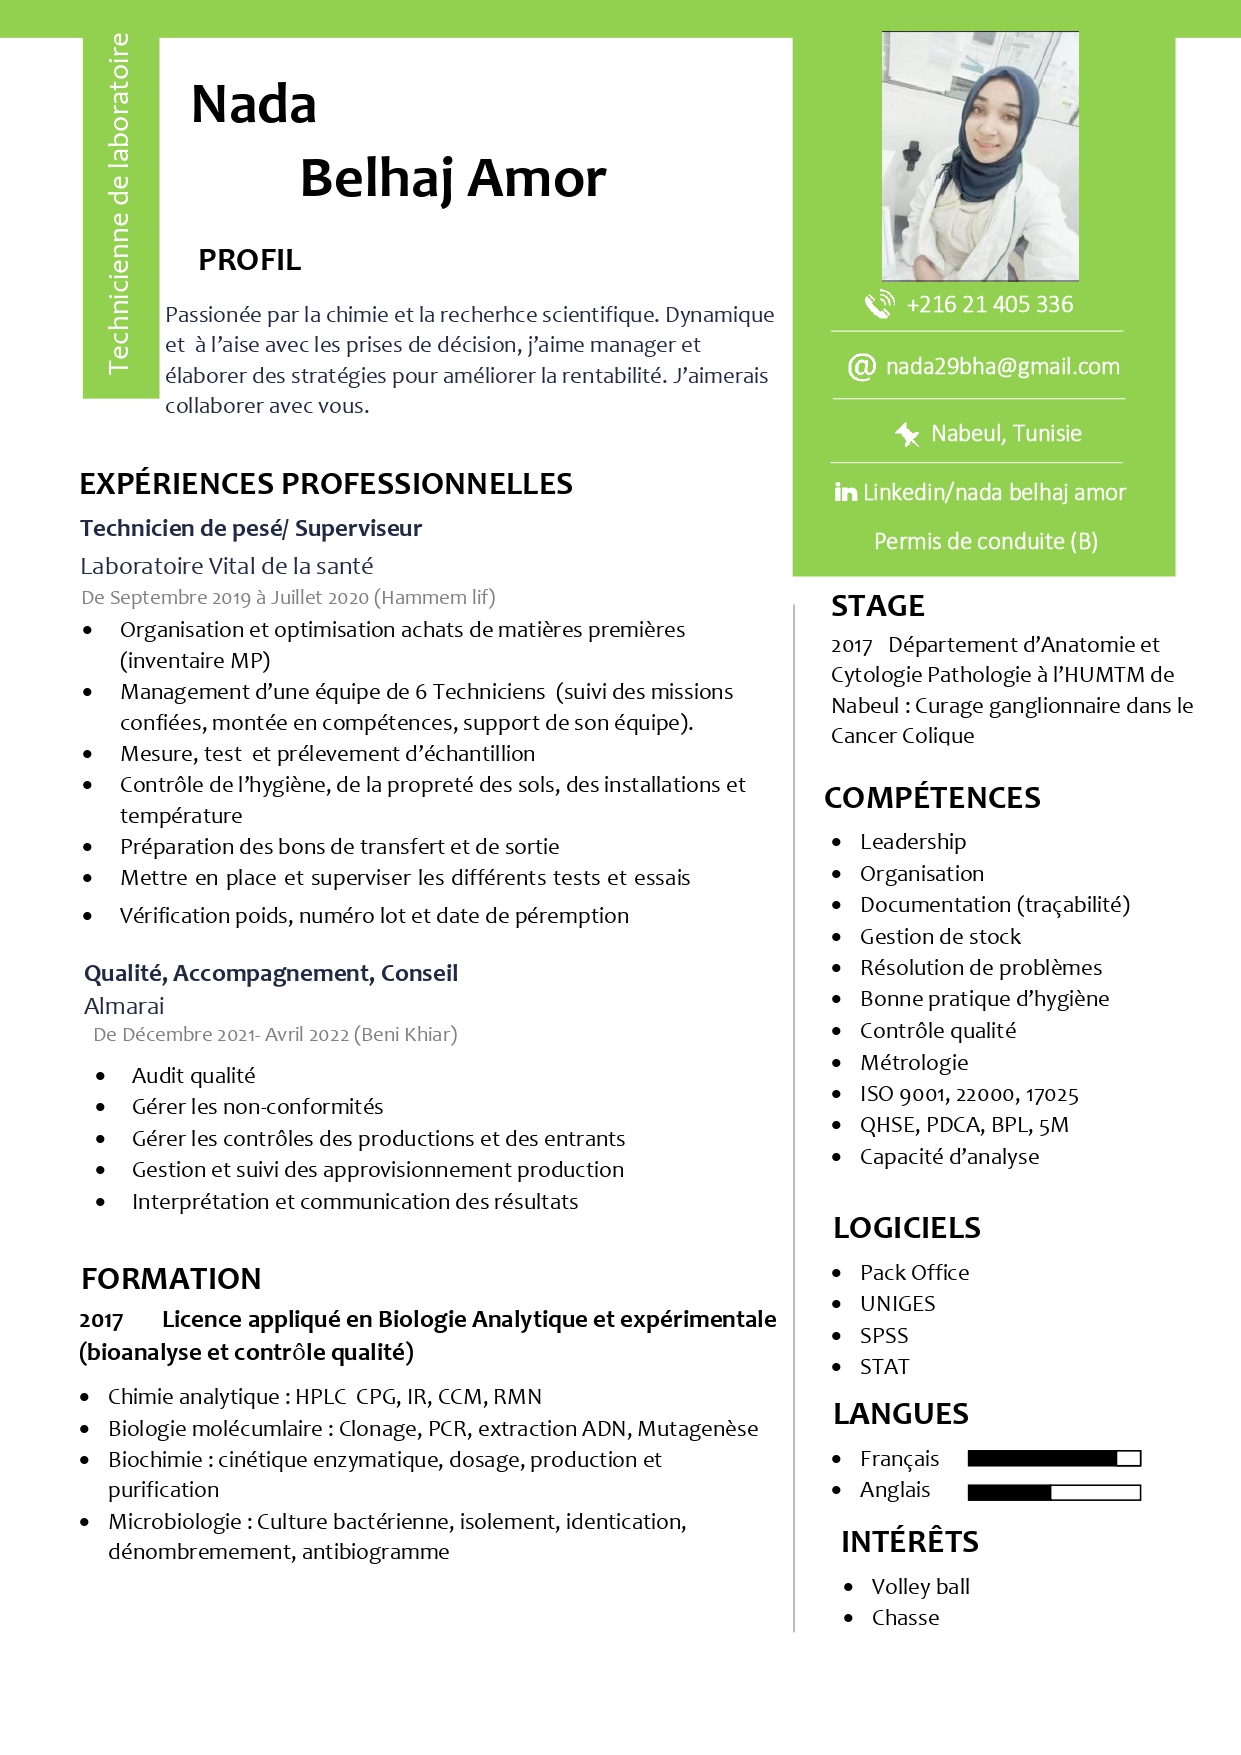 Technicienne de laboratoire
Nada
Belhaj Amor
PROFIL
Passionée par la chimie et la recherhce scientifique. Dynamique
et à l’aise avec les prises de décision, j’aime manager et
élaborer des stratégies pour améliorer la rentabilité. J’aimerais
collaborer avec vous.
+216 21 405 336
@ nada29bha@gmail.com
Nabeul, Tunisie
in Linkedin/nada belhaj amor
Permis de conduite (B)
EXPÉRIENCES PROFESSIONNELLES
Technicien de pesé/ Superviseur
Laboratoire Vital de la santé
De Septembre 2019 à Juillet 2020 (Hammem lif)
• Organisation et optimisation achats de matières premières
(inventaire MP)
• Management d’une équipe de 6 Techniciens (suivi des missions
confiées, montée en compétences, support de son équipe).
• Mesure, test et prélevement d’échantillion
• Contrôle de l’hygiène, de la propreté des sols, des installations et
température
• Préparation des bons de transfert et de sortie
• Mettre en place et superviser les différents tests et essais
• Vérification poids, numéro lot et date de péremption
Qualité, Accompagnement, Conseil
Almarai
De Décembre 2021- Avril 2022 (Beni Khiar)
• Audit qualité
• Gérer les non-conformités
• Gérer les contrôles des productions et des entrants
• Gestion et suivi des approvisionnement production
• Interprétation et communication des résultats
FORMATION
2017 Licence appliqué en Biologie Analytique et expérimentale
(bioanalyse et contrôle qualité)
• Chimie analytique : HPLC CPG, IR, CCM, RMN
• Biologie molécumlaire : Clonage, PCR, extraction ADN, Mutagenèse
• Biochimie : cinétique enzymatique, dosage, production et
purification
• Microbiologie : Culture bactérienne, isolement, identication,
dénombremement, antibiogramme
STAGE
2017 Département d’Anatomie et
Cytologie Pathologie à l’HUMTM de
Nabeul : Curage ganglionnaire dans le
Cancer Colique
COMPÉTENCES
• Leadership
• Organisation
• Documentation (traçabilité)
• Gestion de stock
• Résolution de problèmes
• Bonne pratique d’hygiène
• Contrôle qualité
• Métrologie
• ISO 9001, 22000, 17025
• QHSE, PDCA, BPL, 5M
• Capacité d’analyse
LOGICIELS
• Pack Office
• UNIGES
• SPSS
• STAT
LANGUES
• Français
• Anglais
INTÉRÊTS
• Volley ball
• Chasse